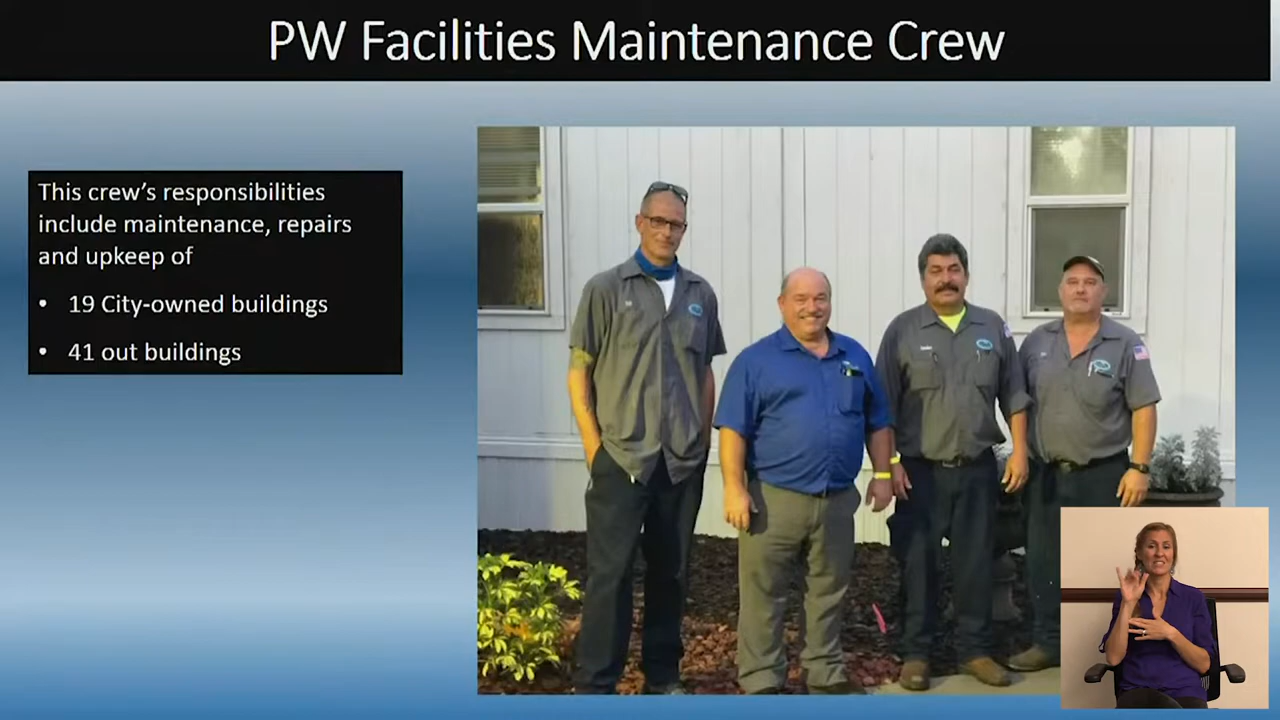 PW Facilities Maintenance Crew
This crew's responsibilities
include maintenance, repairs
and upkeep of
• 19 City-owned buildings
• 41 out buildings